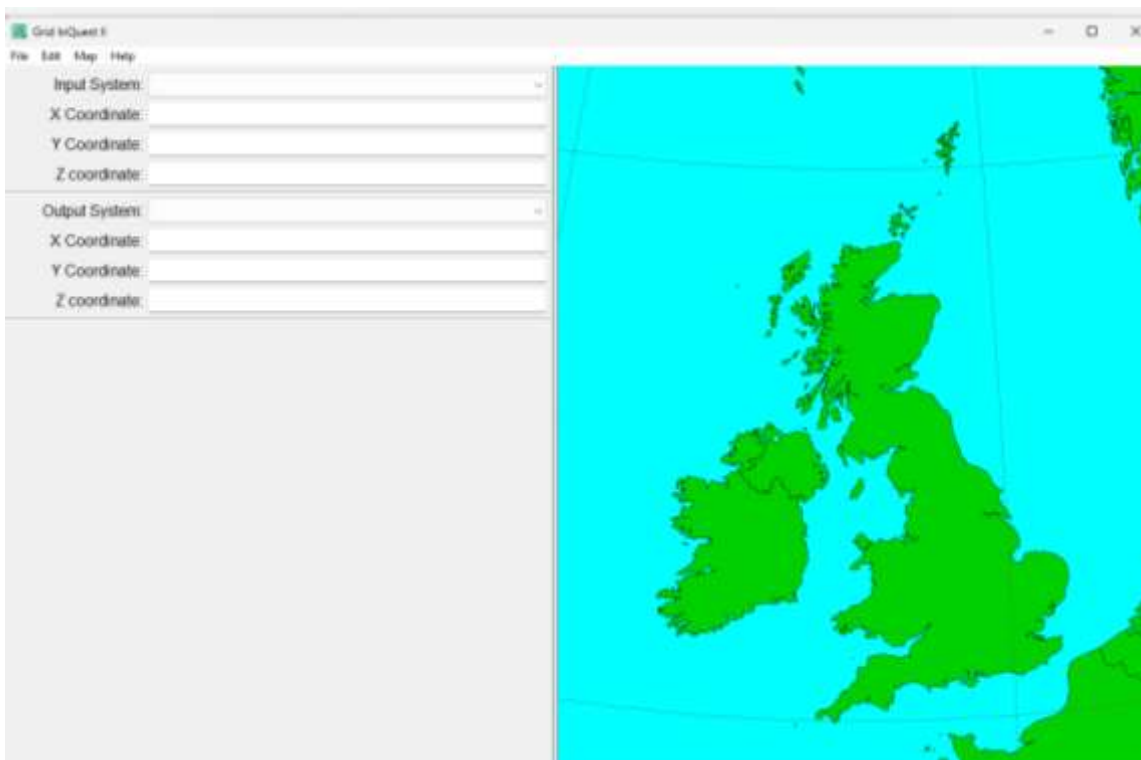 Grid InQuest II
File Edit Map Help
Input System:
X Coordinate:
Y Coordinate:
Z coordinate:
Output System:
X Coordinate:
Y Coordinate:
Z coordinate: